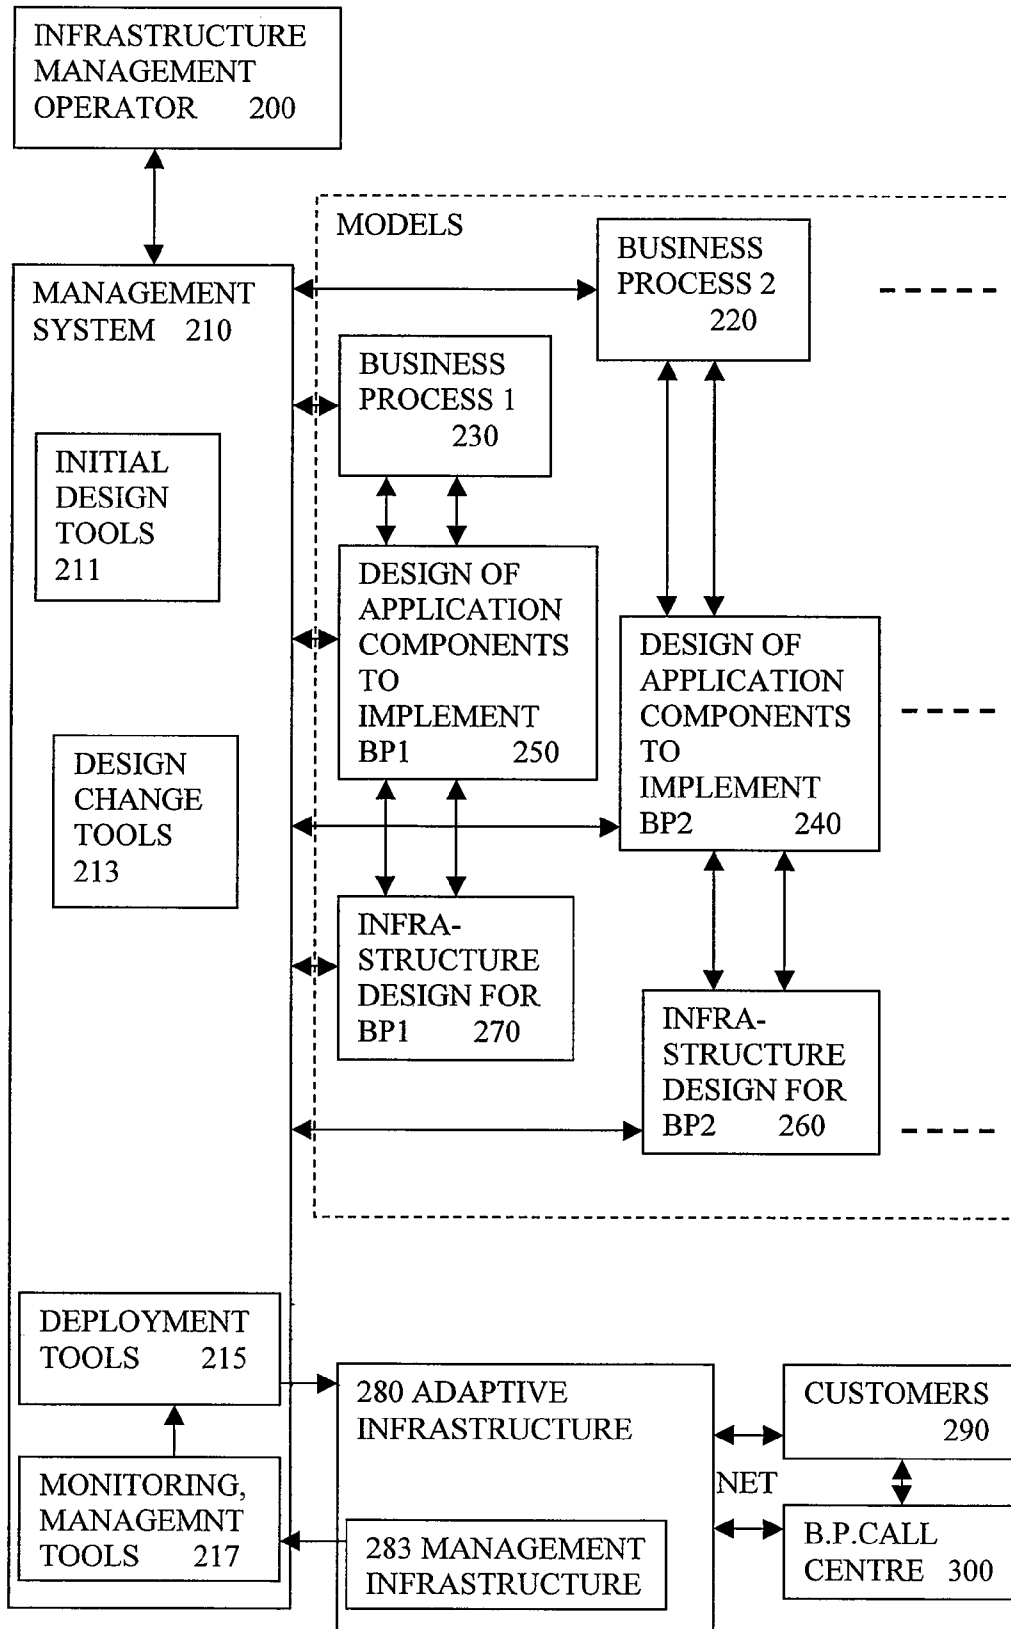 INFRASTRUCTURE
MANAGEMENT
OPERATOR 200
MODELS
BUSINESS
PROCESS 2
220
MANAGEMENT
SYSTEM 210
BUSINESS
PROCESS 1
230
INITIAL
DESIGN
TOOLS
211
DESIGN OF
APPLICATION
COMPONENTS
TO
IMPLEMENT
BP1 250
DESIGN OF
APPLICATION
COMPONENTS
TO
IMPLEMENT
BP2 240
DESIGN
CHANGE
TOOLS
213
INFRA-
STRUCTURE
DESIGN FOR
BP1 270
INFRA-
STRUCTURE
DESIGN FOR
BP2 260
DEPLOYMENT
TOOLS 215
280 ADAPTIVE
INFRASTRUCTURE
CUSTOMERS
290
NET
MONITORING,
MANAGEMNT
TOOLS 217
283 MANAGEMENT
INFRASTRUCTURE
B.P.CALL
CENTRE 300